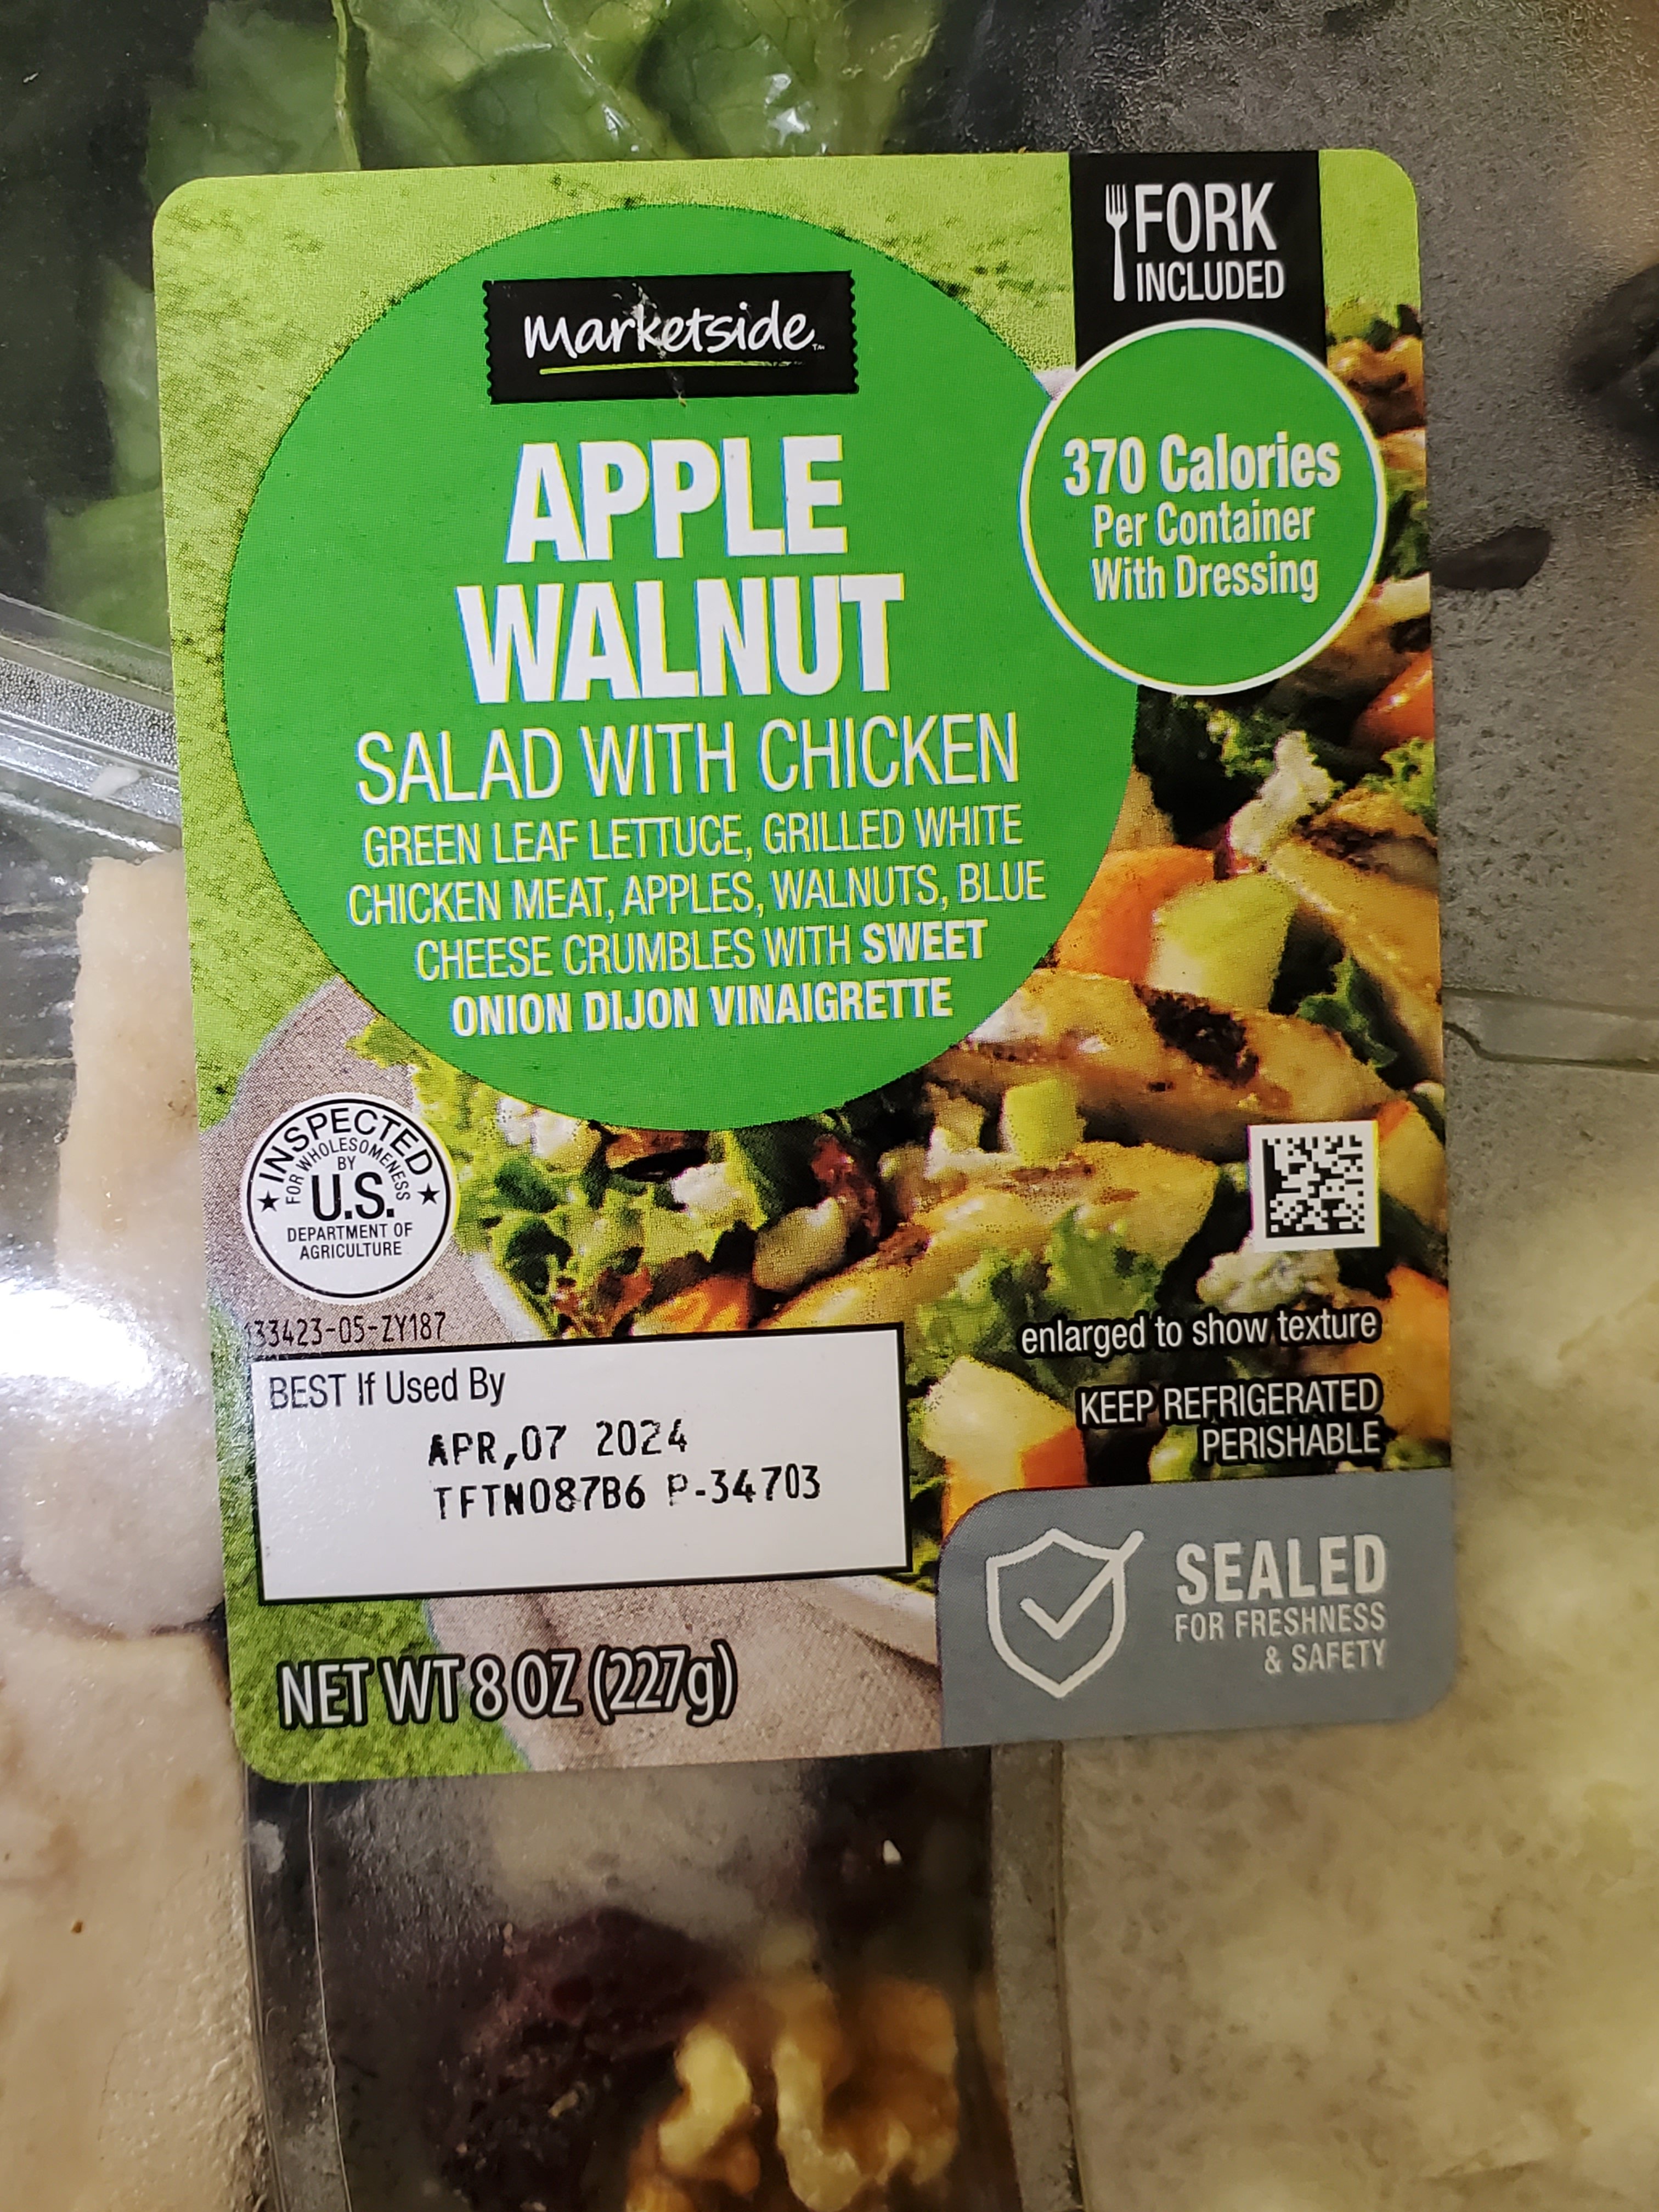 FORK
INCLUDED
marketside™
370 Calories
Per Container
With Dressing
APPLE
WALNUT
SALAD WITH CHICKEN
GREEN LEAF LETTUCE, GRILLED WHITE
CHICKEN MEAT, APPLES, WALNUTS, BLUE
CHEESE CRUMBLES WITH SWEET
ONION DIJON VINAIGRETTE
INSPECTED
FOR WHOLESOMENESS
BY
U.S.
DEPARTMENT OF
AGRICULTURE
133423-05-ZY187
enlarged to show texture
KEEP REFRIGERATED
PERISHABLE
BEST If Used By
APR,07 2024
TFTN087B6 P-34703
SEALED
FOR FRESHNESS
& SAFETY
NET WT 8 OZ (227g)